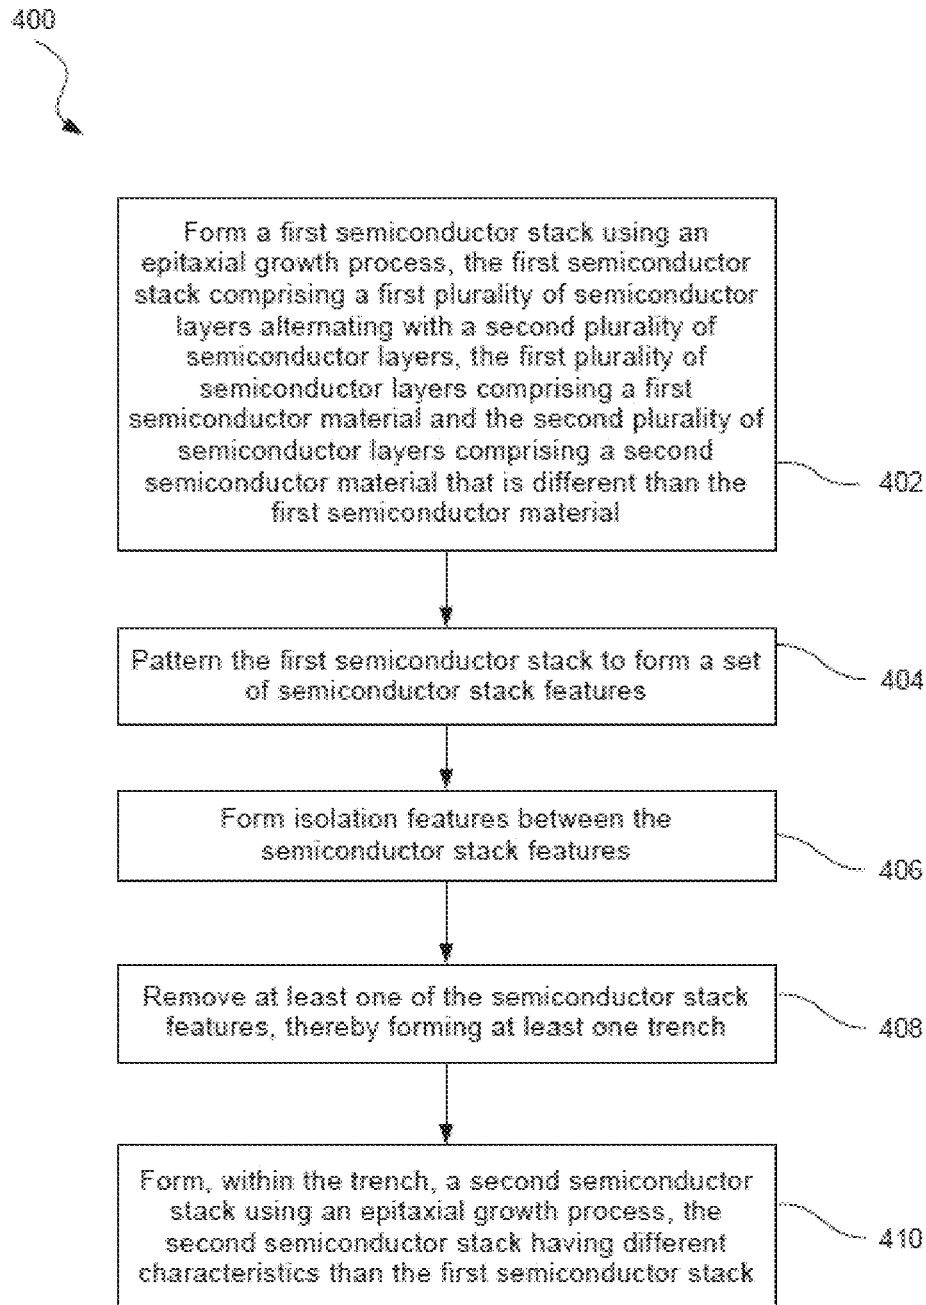 400
Form a first semiconductor stack using an
epitaxial growth process, the first semiconductor
stack comprising a first plurality of semiconductor
layers alternating with a second plurality of
semiconductor layers, the first plurality of
semiconductor layers comprising a first
semiconductor material and the second plurality of
semiconductor layers comprising a second
semiconductor material that is different than the
first semiconductor material
402
Pattern the first semiconductor stack to form a set
of semiconductor stack features
404
Form isolation features between the
semiconductor stack features
406
Remove at least one of the semiconductor stack
features, thereby forming at least one trench
408
Form, within the trench, a second semiconductor
stack using an epitaxial growth process, the
second semiconductor stack having different
characteristics than the first semiconductor stack
410